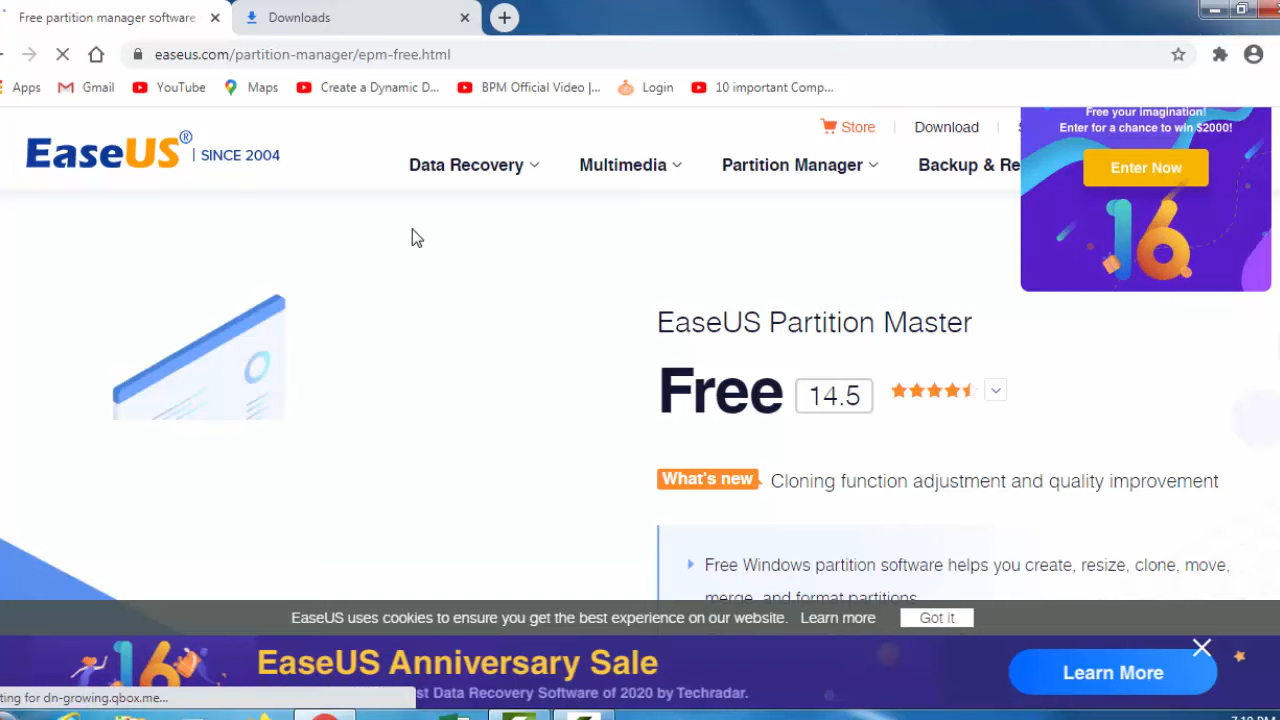 Free partition manager software
Downloads
easeus.com/partition-manager/epm-free.html
Apps
Gmail
YouTube
Maps
Create a Dynamic D...
BPM Official Video |...
Login
10 important Comp...
EaseUS® | SINCE 2004
Store
Download
Data Recovery
Multimedia
Partition Manager
Backup & Re
Free your imagination!
Enter for a chance to win $2000!
Enter Now
16
EaseUS Partition Master
Free 14.5
What's new Cloning function adjustment and quality improvement
Free Windows partition software helps you create, resize, clone, move,
merge, and format partitions
EaseUS uses cookies to ensure you get the best experience on our website. Learn more Got it
16
EaseUS Anniversary Sale
Data Recovery Software of 2020 by Techradar.
Learn More
for dn-growing.qbox.me...